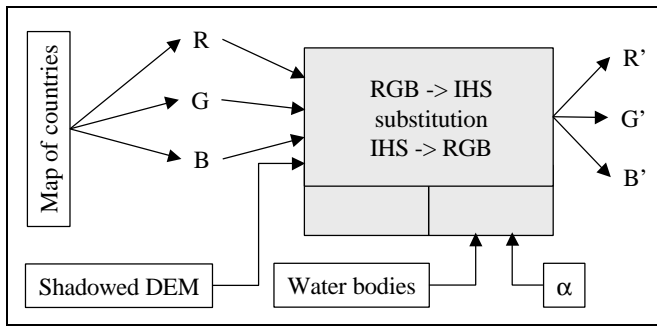 Map of countries
R
G
B
RGB -> IHS
substitution
IHS -> RGB
R’
G’
B’
Shadowed DEM
Water bodies
α